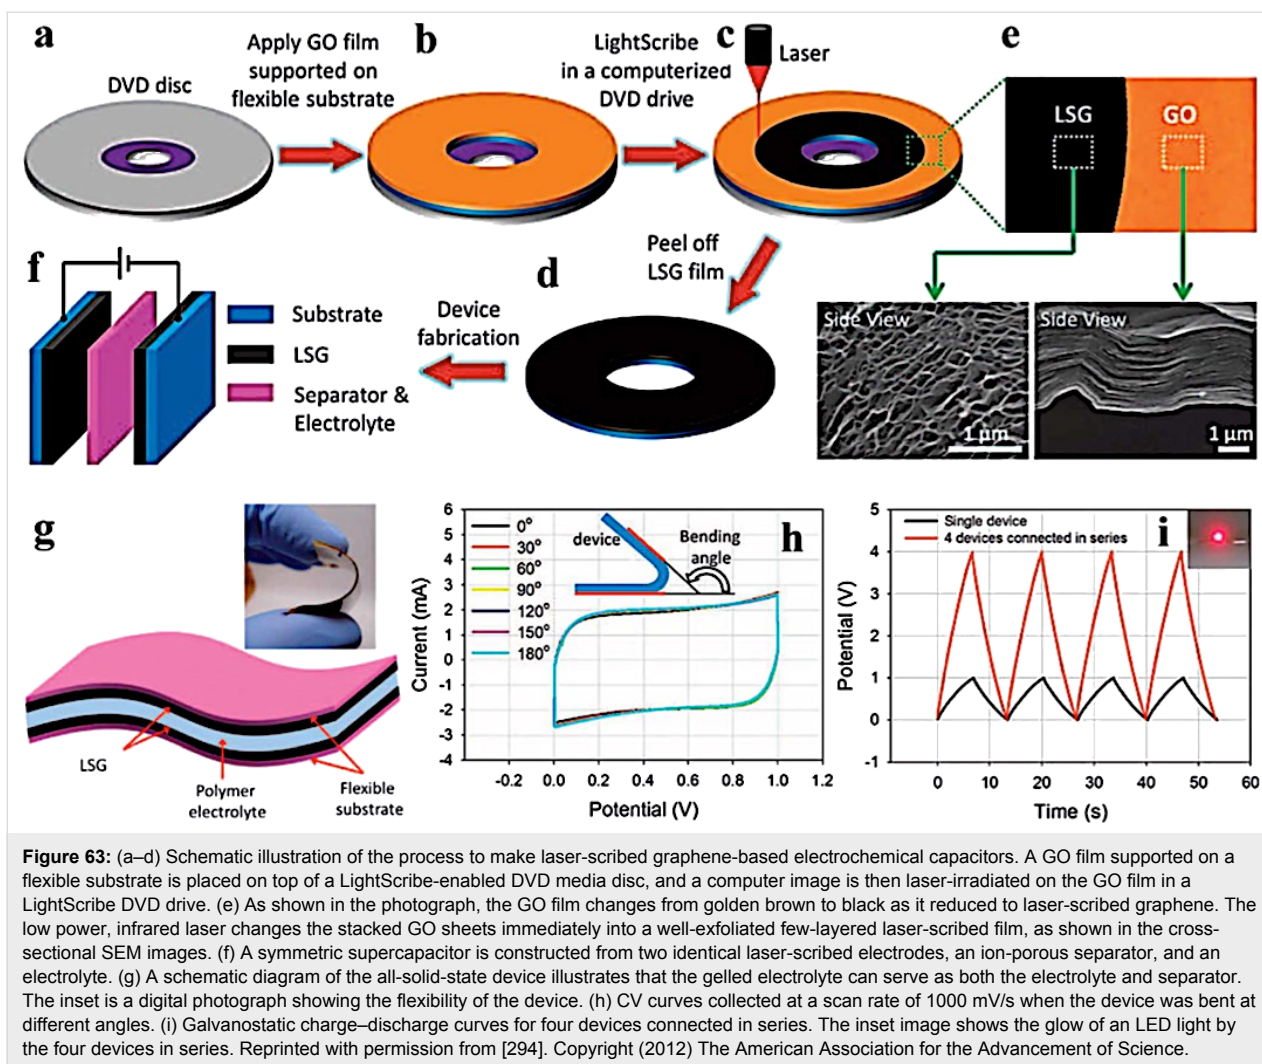 a
Apply GO film
supported on
flexible substrate
b
LightScribe
in a computerized
DVD drive
c
Laser
e
DVD disc
LSG
GO
Peel off
LSG film
f
Substrate
LSG
Separator &
Electrolyte
Device
fabrication
d
Side View
1 µm
Side View
1 µm
g
LSG
Polymer
electrolyte
Flexible
substrate
h
6
5
4
3
2
1
0
-1
-2
-3
-4
Current (mA)
0°
30°
60°
90°
120°
150°
180°
device
Bending
angle
-0.2
0.0
0.2
0.4
0.6
0.8
1.0
1.2
Potential (V)
i
5
4
3
2
1
0
-1
Potential (V)
Single device
4 devices connected in series
0
10
20
30
40
50
60
Time (s)
Figure 63: (a–d) Schematic illustration of the process to make laser-scribed graphene-based electrochemical capacitors. A GO film supported on a
flexible substrate is placed on top of a LightScribe-enabled DVD media disc, and a computer image is then laser-irradiated on the GO film in a
LightScribe DVD drive. (e) As shown in the photograph, the GO film changes from golden brown to black as it reduced to laser-scribed graphene. The
low power, infrared laser changes the stacked GO sheets immediately into a well-exfoliated few-layered laser-scribed film, as shown in the cross-
sectional SEM images. (f) A symmetric supercapacitor is constructed from two identical laser-scribed electrodes, an ion-porous separator, and an
electrolyte. (g) A schematic diagram of the all-solid-state device illustrates that the gelled electrolyte can serve as both the electrolyte and separator.
The inset is a digital photograph showing the flexibility of the device. (h) CV curves collected at a scan rate of 1000 mV/s when the device was bent at
different angles. (i) Galvanostatic charge–discharge curves for four devices connected in series. The inset image shows the glow of an LED light by
the four devices in series. Reprinted with permission from [294]. Copyright (2012) The American Association for the Advancement of Science.